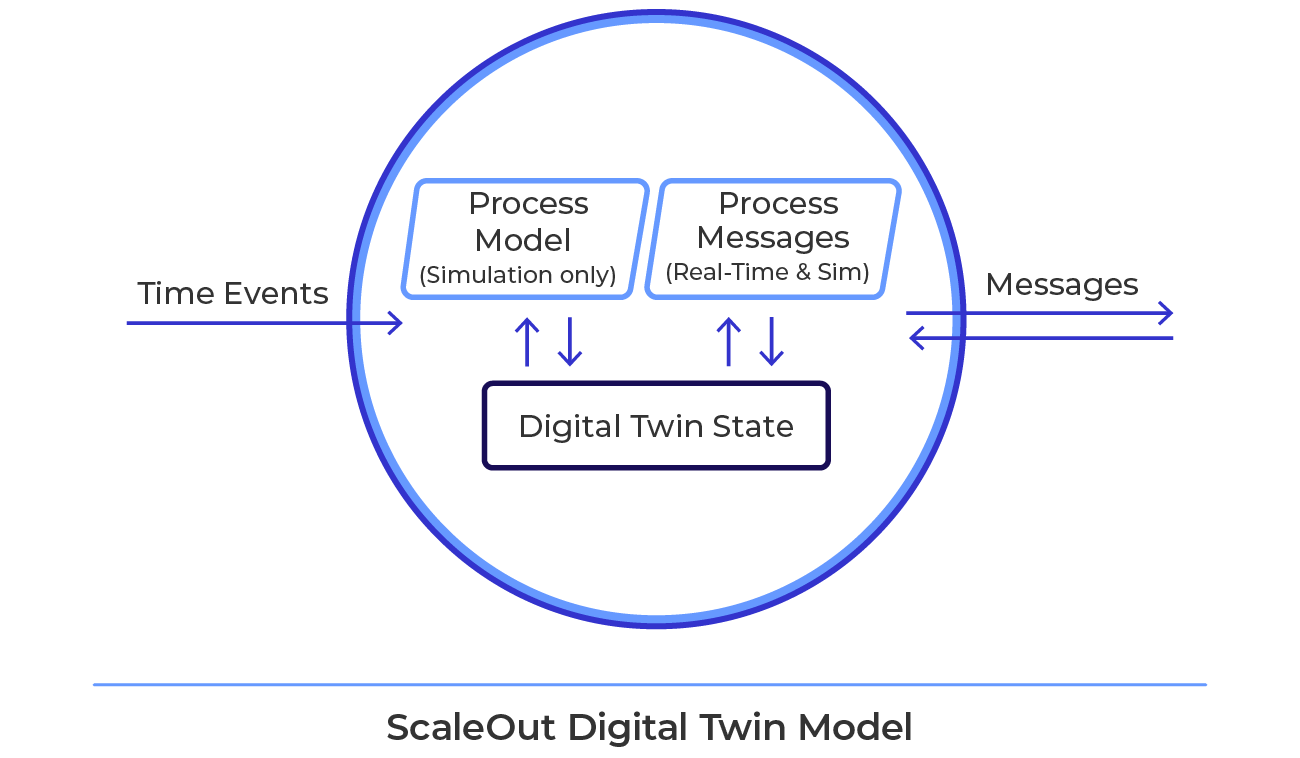 Process
Model
(Simulation only)
Process
Messages
(Real-Time & Sim)
Time Events
Messages
Digital Twin State
ScaleOut Digital Twin Model